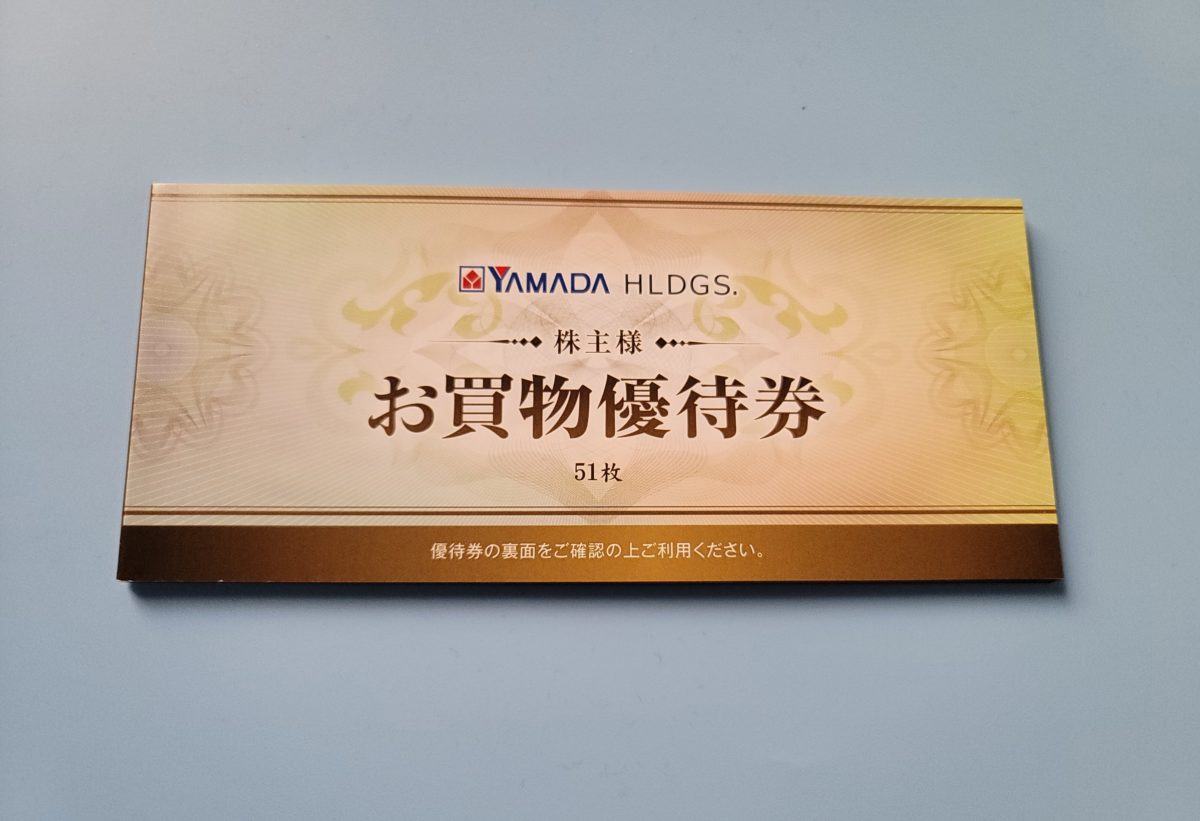 YAMADA HLDGS.
株主様
お買物優待券
51枚
優待券の裏面をご確認の上ご利用ください。